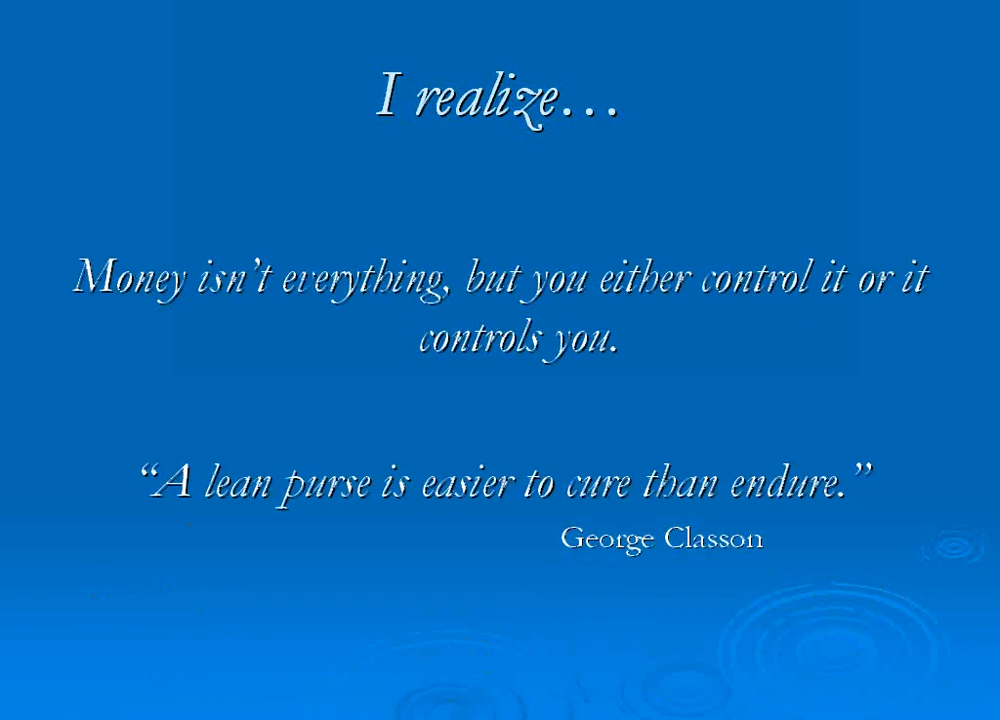 I realize…
Money isn’t everything, but you either control it or it
controls you.
“A lean purse is easier to cure than endure.”
George Classon